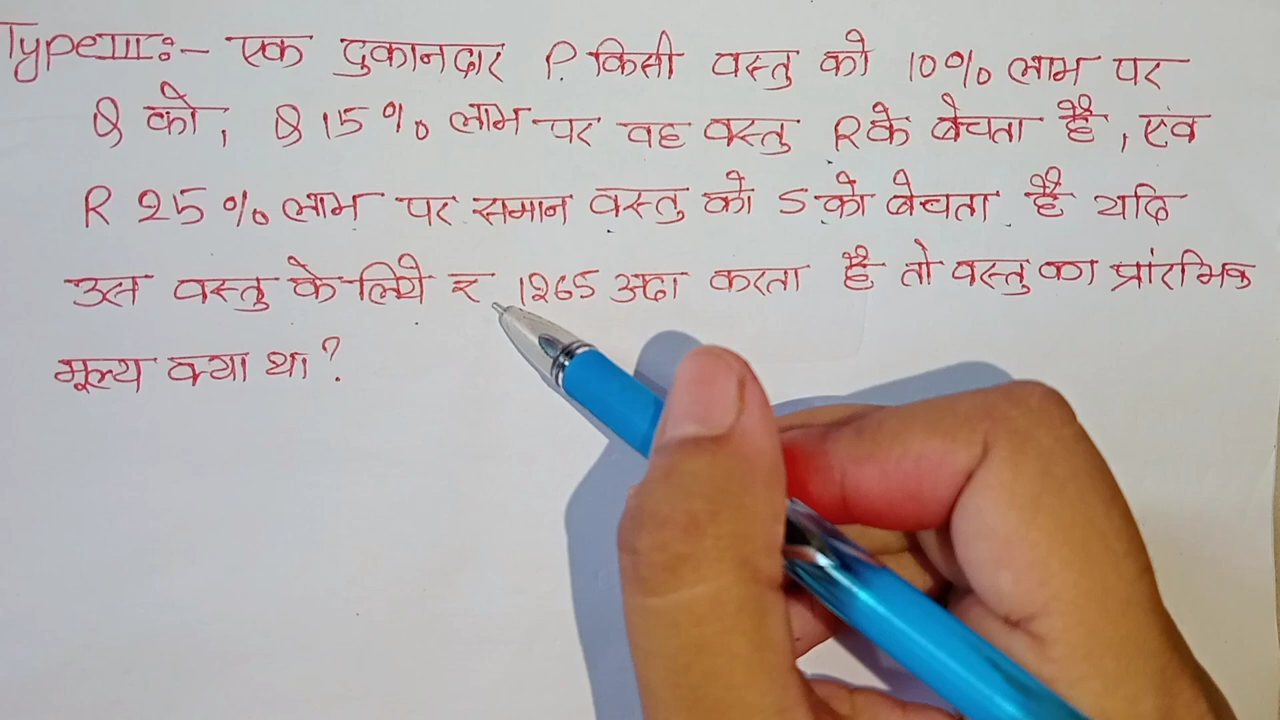 TypeIII:- एक दुकानदार P किसी वस्तु को 10% लाभ पर
Q को, Q 15% लाभ पर वह वस्तु R के बेचता है, एवं
R 25% लाभ पर समान वस्तु को S को बेचता है यदि
उस वस्तु के लिये ₹ 1265 अदा करता है तो वस्तु का प्रांरभिक
मूल्य क्या था?